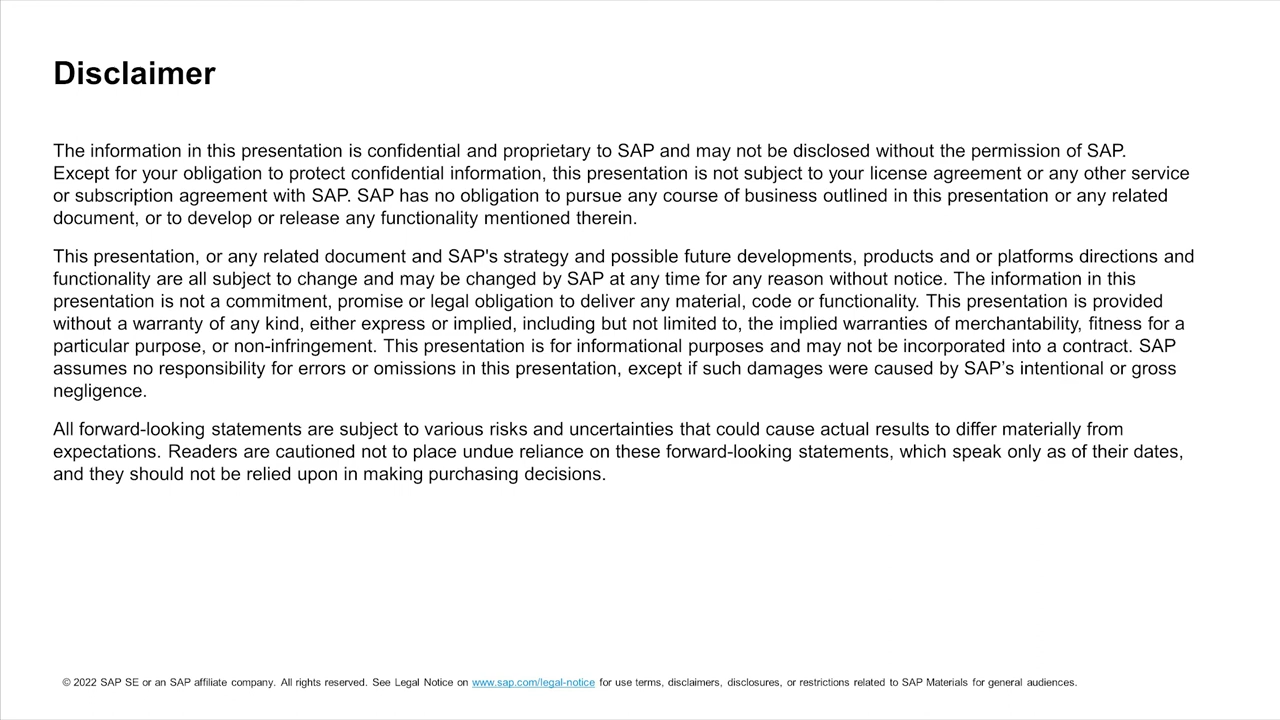 Disclaimer
The information in this presentation is confidential and proprietary to SAP and may not be disclosed without the permission of SAP.
Except for your obligation to protect confidential information, this presentation is not subject to your license agreement or any other service
or subscription agreement with SAP. SAP has no obligation to pursue any course of business outlined in this presentation or any related
document, or to develop or release any functionality mentioned therein.
This presentation, or any related document and SAP's strategy and possible future developments, products and or platforms directions and
functionality are all subject to change and may be changed by SAP at any time for any reason without notice. The information in this
presentation is not a commitment, promise or legal obligation to deliver any material, code or functionality. This presentation is provided
without a warranty of any kind, either express or implied, including but not limited to, the implied warranties of merchantability, fitness for a
particular purpose, or non-infringement. This presentation is for informational purposes and may not be incorporated into a contract. SAP
assumes no responsibility for errors or omissions in this presentation, except if such damages were caused by SAP’s intentional or gross
negligence.
All forward-looking statements are subject to various risks and uncertainties that could cause actual results to differ materially from
expectations. Readers are cautioned not to place undue reliance on these forward-looking statements, which speak only as of their dates,
and they should not be relied upon in making purchasing decisions.
© 2022 SAP SE or an SAP affiliate company. All rights reserved. See Legal Notice on www.sap.com/legal-notice for use terms, disclaimers, disclosures, or restrictions related to SAP Materials for general audiences.